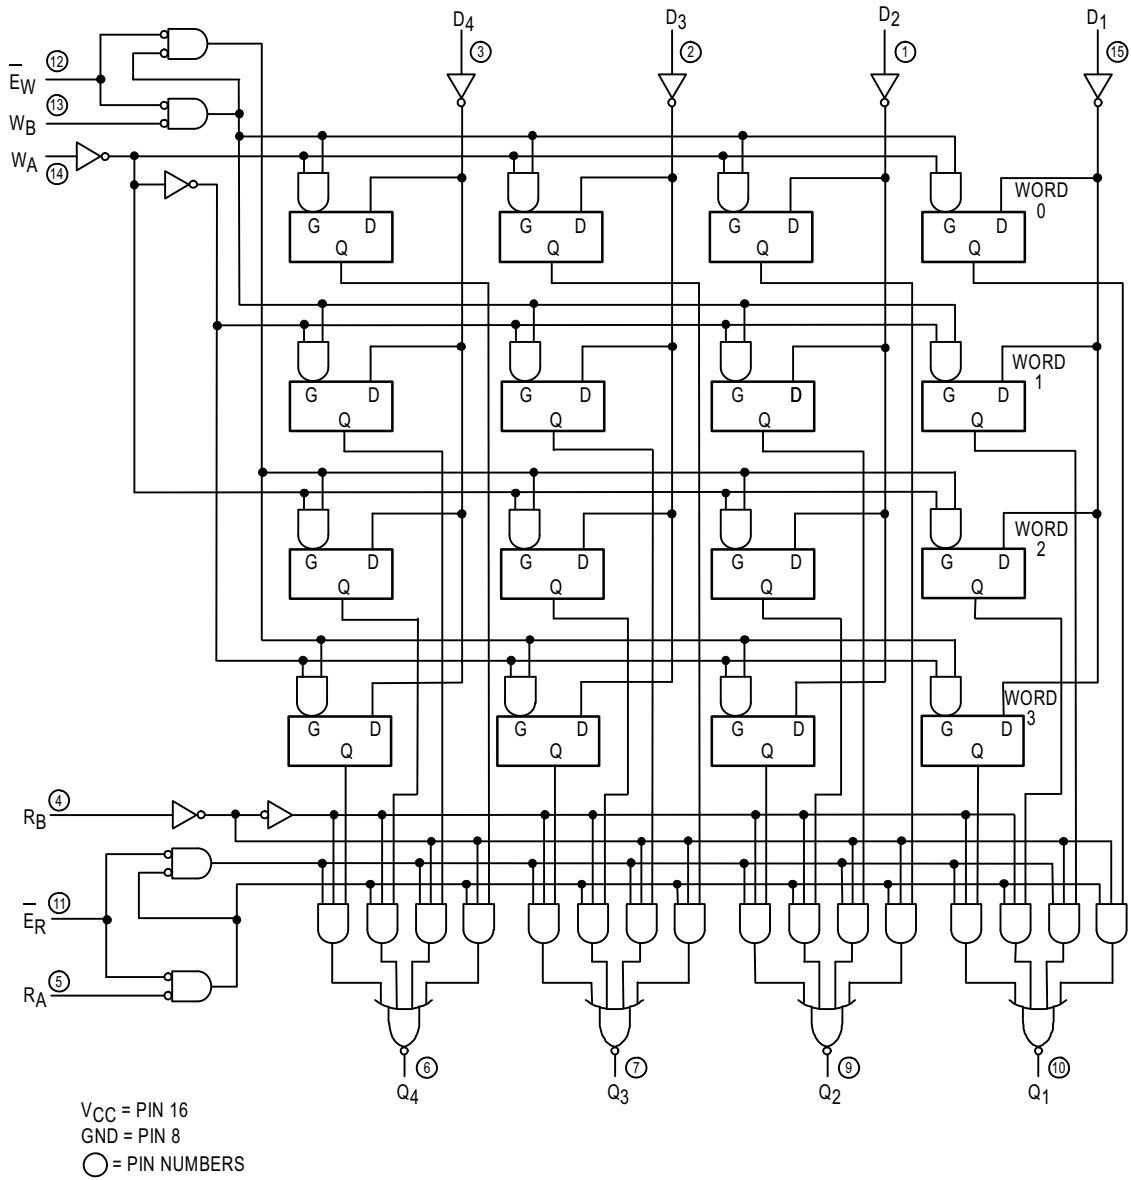 D4 D3 D2 D1
3 2 1 15
12
E̅W
13
WB
WA
14
WORD
0
G D G D G D G D
Q Q Q Q
WORD
1
G D G D G D G D
Q Q Q Q
WORD
2
G D G D G D G D
Q Q Q Q
WORD
3
G D G D G D G D
Q Q Q Q
4
RB
11
E̅R
5
RA
6 7 9 10
Q4 Q3 Q2 Q1
VCC = PIN 16
GND = PIN 8
= PIN NUMBERS